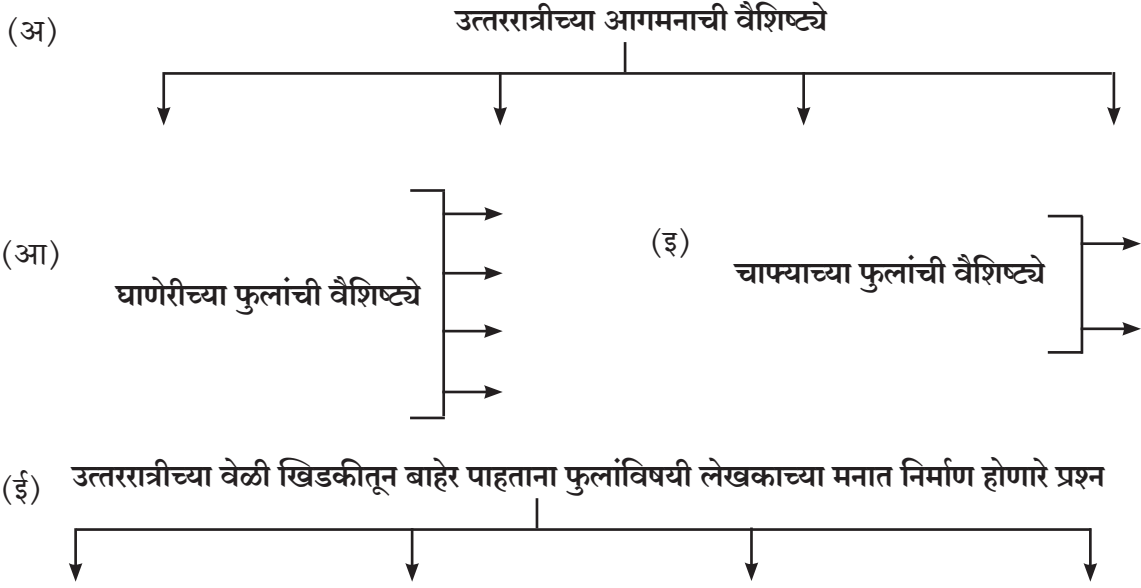 (अ) उत्तररात्रीच्या आगमनाची वैशिष्ट्ये
(आ) घाणेरीच्या फुलांची वैशिष्ट्ये
(इ) चाफ्याच्या फुलांची वैशिष्ट्ये
(ई) उत्तररात्रीच्या वेळी खिडकीतून बाहेर पाहताना फुलांविषयी लेखकाच्या मनात निर्माण होणारे प्रश्न